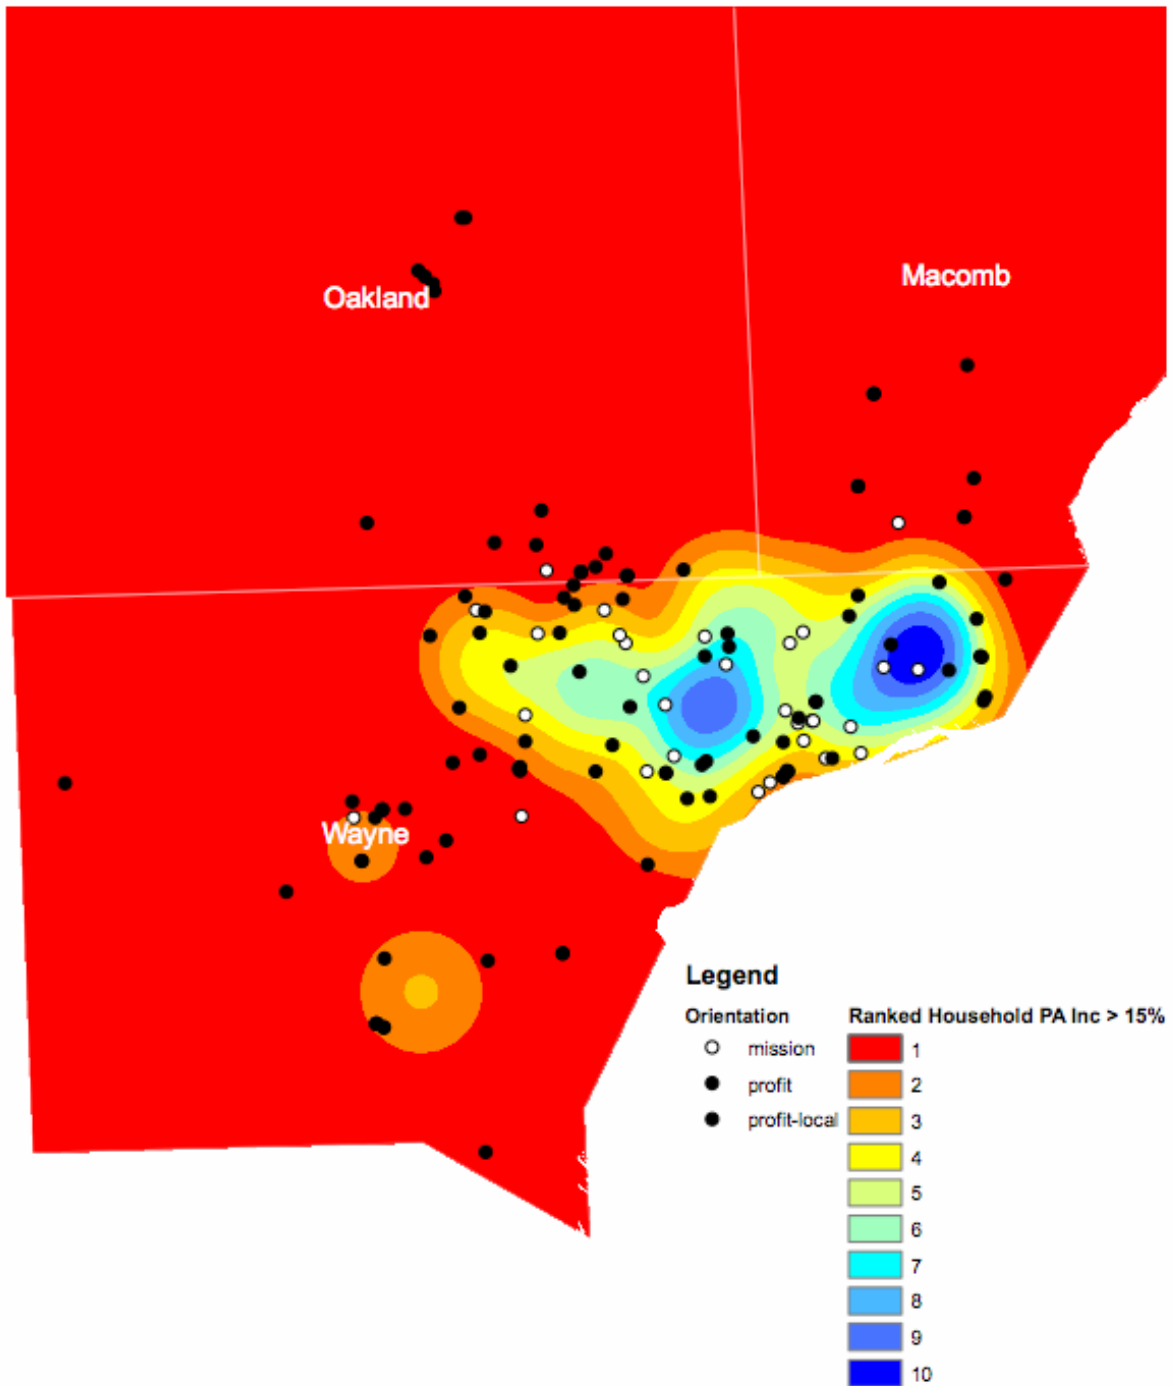 Oakland
Macomb
Wayne
Legend
Orientation
mission
profit
profit-local
Ranked Household PA Inc > 15%
1
2
3
4
5
6
7
8
9
10